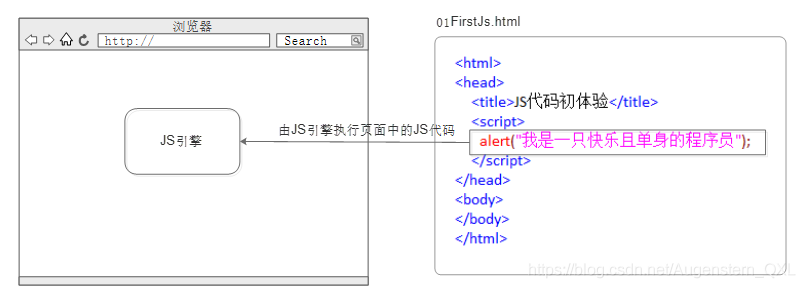 浏览器
http://
Search
JS引擎
由JS引擎执行页面中的JS代码
01FirstJs.html
<html>
<head>
<title>JS代码初体验</title>
<script>
alert("我是一只快乐且单身的程序员");
</script>
</head>
<body>
</body>
</html>
https://blog.csdn.net/Augenstern_QXL